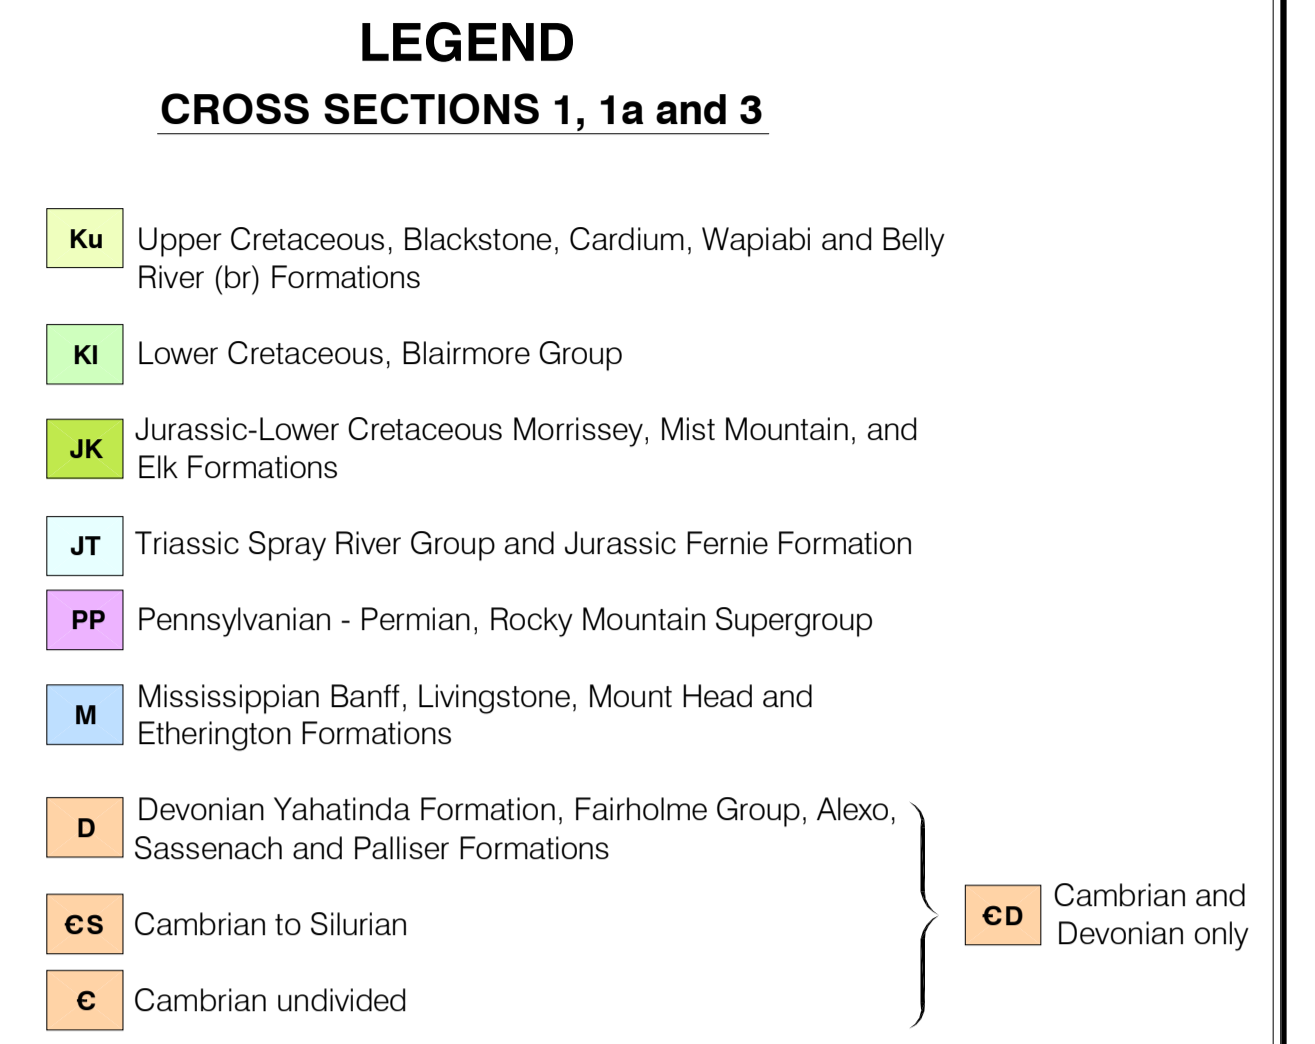 LEGEND
CROSS SECTIONS 1, 1a and 3
Ku Upper Cretaceous, Blackstone, Cardium, Wapiabi and Belly
River (br) Formations
Kl Lower Cretaceous, Blairmore Group
JK Jurassic-Lower Cretaceous Morrissey, Mist Mountain, and
Elk Formations
JT Triassic Spray River Group and Jurassic Fernie Formation
PP Pennsylvanian - Permian, Rocky Mountain Supergroup
M Mississippian Banff, Livingstone, Mount Head and
Etherington Formations
D Devonian Yahatinda Formation, Fairholme Group, Alexo,
Sassenach and Palliser Formations
ЄS Cambrian to Silurian
Є Cambrian undivided
ЄD Cambrian and
Devonian only